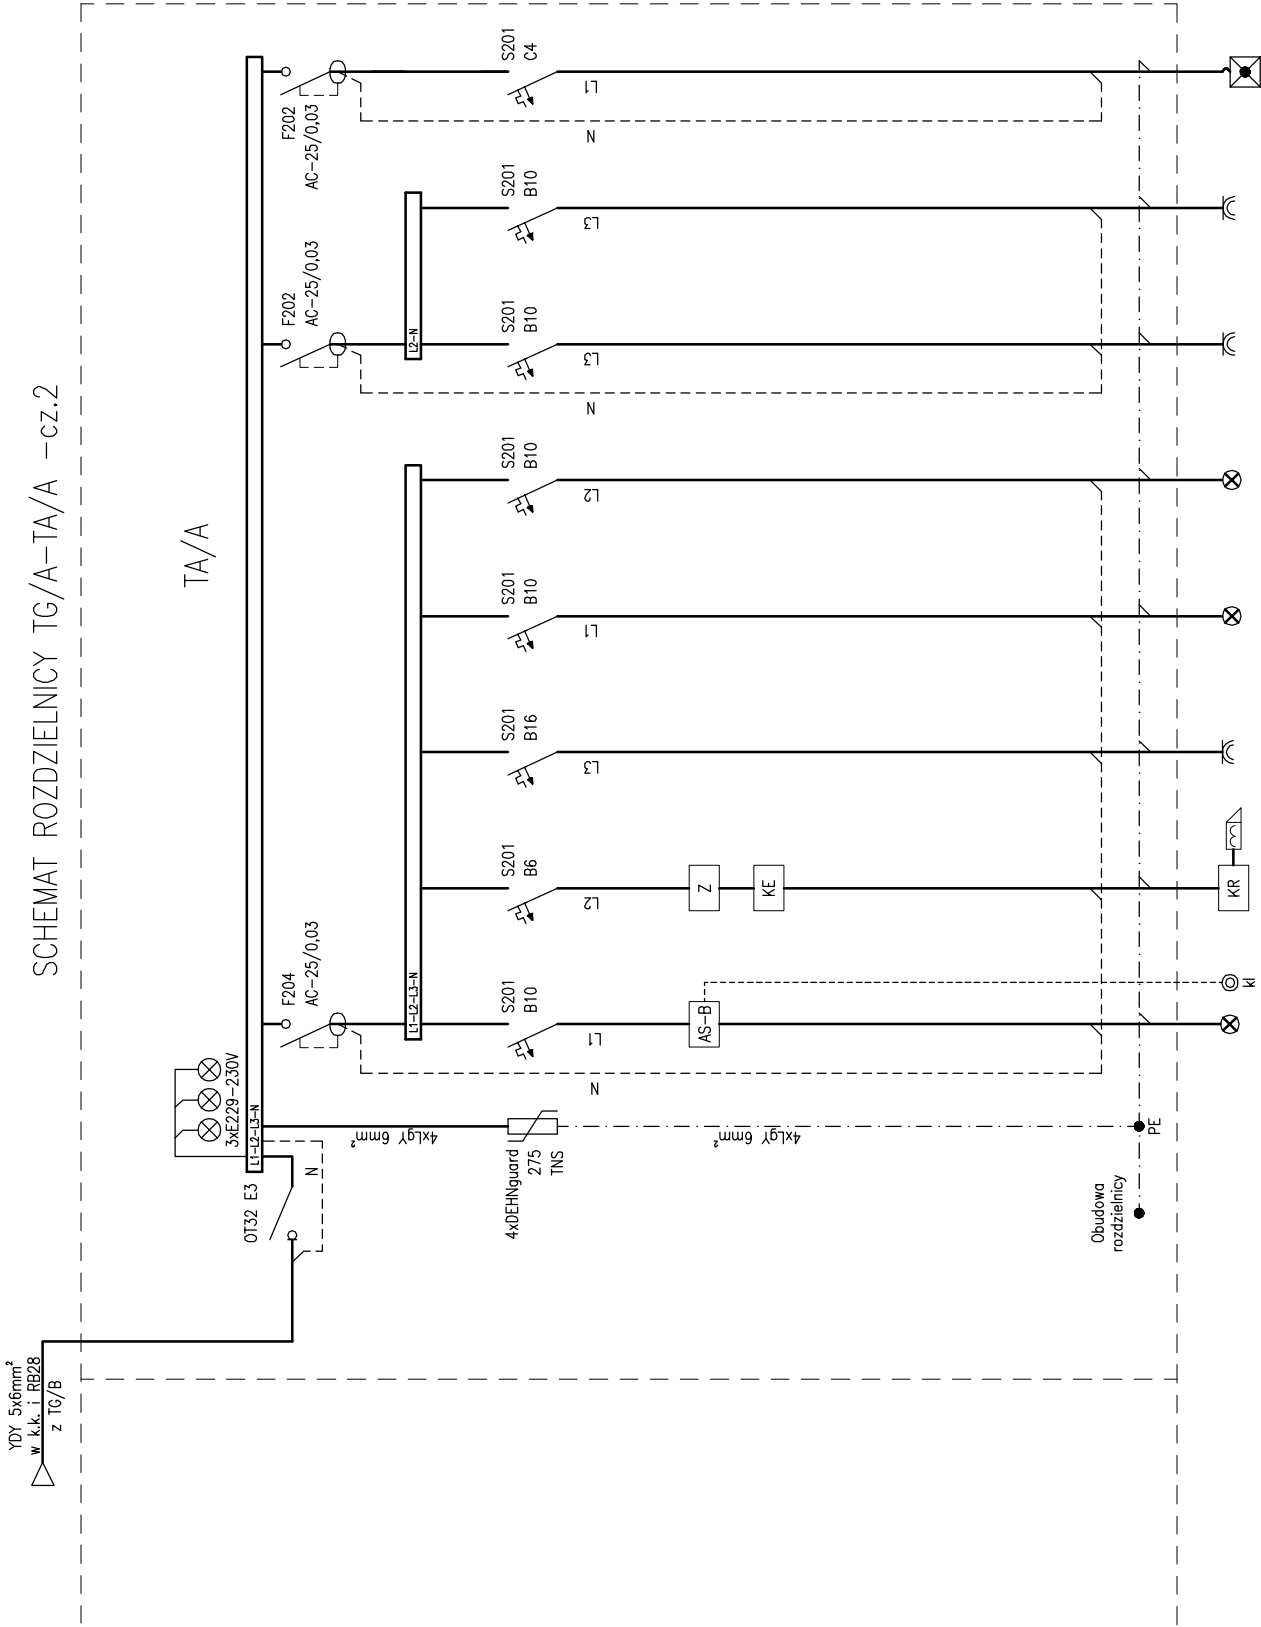 SCHEMAT ROZDZIELNICY TG/A-TA/A -cz.2
TA/A
YDY 5x6mm²
w k.k. i RB28
z TG/B
OT32 E3
N
3xE229-230V
L1-L2-L3-N
4xLgY 6mm²
4xDEHNguard
275
TNS
4xLgY 6mm²
PE
Obudowa
rozdzielnicy
F204
AC-25/0,03
L1-L2-L3-N
N
S201
B10
L1
AS-B
kl
S201
B6
L2
Z
KE
KR
S201
B16
L3
S201
B10
L1
S201
B10
L2
F202
AC-25/0,03
L2-N
N
S201
B10
L3
S201
B10
L3
F202
AC-25/0,03
N
S201
C4
L1